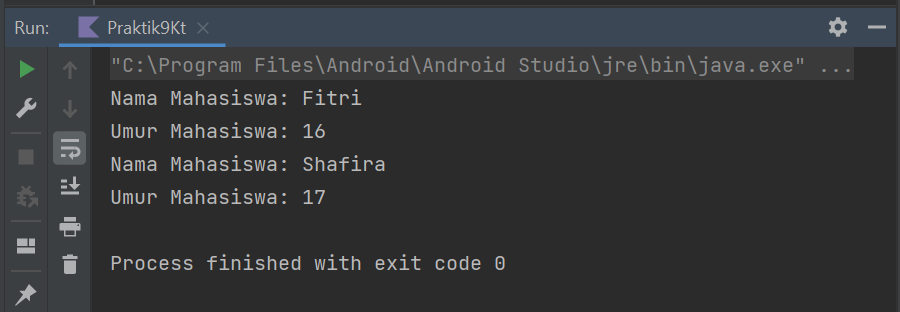 Run: Praktik9Kt
"C:\Program Files\Android\Android Studio\jre\bin\java.exe" ...
Nama Mahasiswa: Fitri
Umur Mahasiswa: 16
Nama Mahasiswa: Shafira
Umur Mahasiswa: 17
Process finished with exit code 0